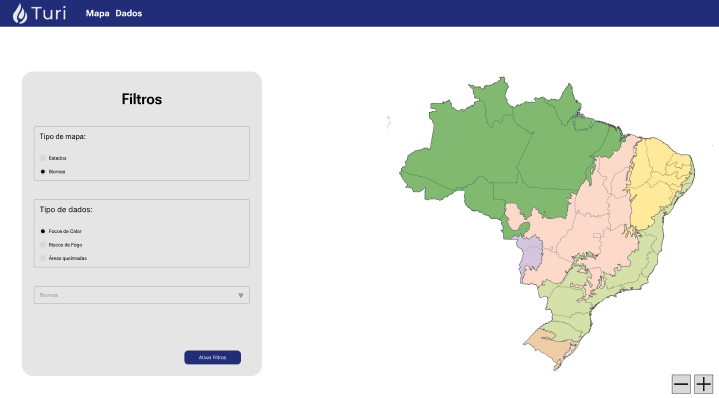 Turi
Mapa Dados
Filtros
Tipo de mapa:
Estados
Biomas
Tipo de dados:
Focos de Calor
Riscos de Fogo
Áreas queimadas
Biomas
Ativar Filtros